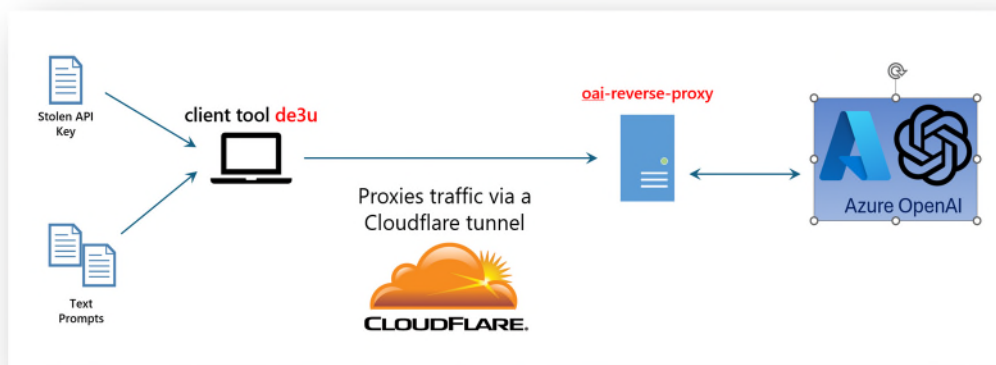 Stolen API
Key
client tool de3u
oai-reverse-proxy
Proxies traffic via a
Cloudflare tunnel
CLOUDFLARE.
Azure OpenAI
Text
Prompts